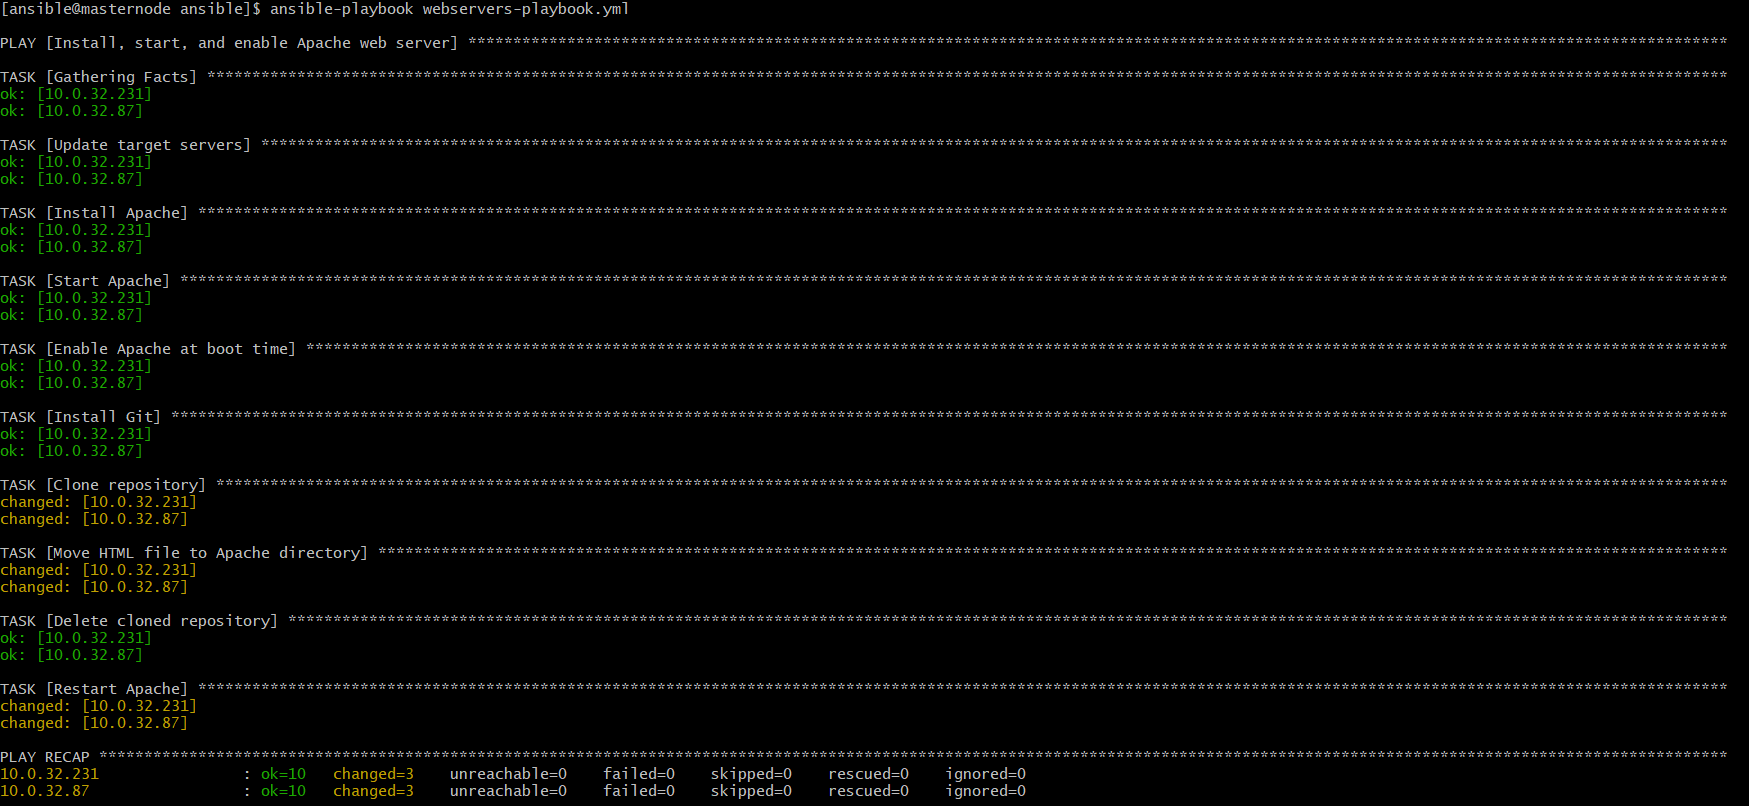 [ansible@masternode ansible]$ ansible-playbook webservers-playbook.yml
PLAY [Install, start, and enable Apache web server] ********************************************************************************************************************************************
TASK [Gathering Facts] *************************************************************************************************************************************************************************
ok: [10.0.32.231]
ok: [10.0.32.87]
TASK [Update target servers] *******************************************************************************************************************************************************************
ok: [10.0.32.231]
ok: [10.0.32.87]
TASK [Install Apache] **************************************************************************************************************************************************************************
ok: [10.0.32.231]
ok: [10.0.32.87]
TASK [Start Apache] ****************************************************************************************************************************************************************************
ok: [10.0.32.231]
ok: [10.0.32.87]
TASK [Enable Apache at boot time] **************************************************************************************************************************************************************
ok: [10.0.32.231]
ok: [10.0.32.87]
TASK [Install Git] *****************************************************************************************************************************************************************************
ok: [10.0.32.231]
ok: [10.0.32.87]
TASK [Clone repository] ************************************************************************************************************************************************************************
changed: [10.0.32.231]
changed: [10.0.32.87]
TASK [Move HTML file to Apache directory] ******************************************************************************************************************************************************
changed: [10.0.32.231]
changed: [10.0.32.87]
TASK [Delete cloned repository] ****************************************************************************************************************************************************************
ok: [10.0.32.231]
ok: [10.0.32.87]
TASK [Restart Apache] **************************************************************************************************************************************************************************
changed: [10.0.32.231]
changed: [10.0.32.87]
PLAY RECAP *************************************************************************************************************************************************************************************
10.0.32.231                : ok=10   changed=3    unreachable=0    failed=0    skipped=0    rescued=0    ignored=0
10.0.32.87                 : ok=10   changed=3    unreachable=0    failed=0    skipped=0    rescued=0    ignored=0